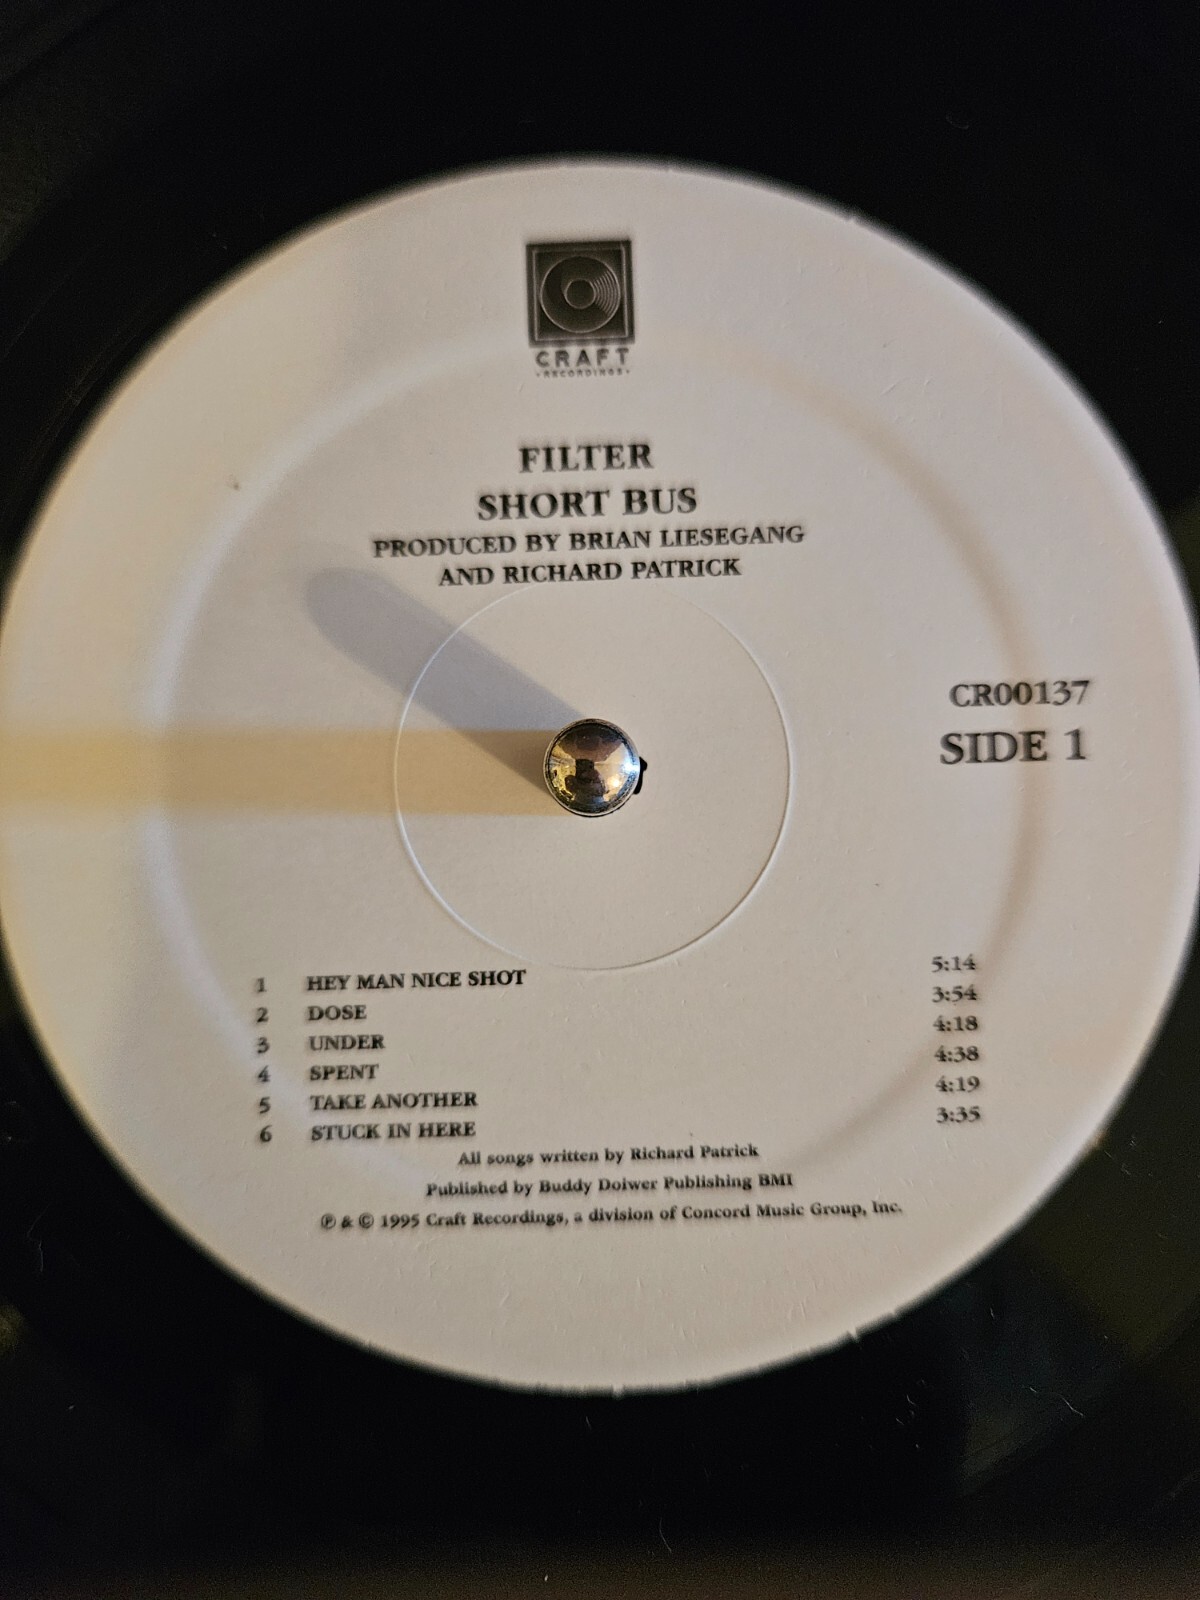 CRAFT
•RECORDINGS•
FILTER
SHORT BUS
PRODUCED BY BRIAN LIESEGANG
AND RICHARD PATRICK
CR00137
SIDE 1
1 HEY MAN NICE SHOT 5:14
2 DOSE 3:54
3 UNDER 4:18
4 SPENT 4:38
5 TAKE ANOTHER 4:19
6 STUCK IN HERE 3:35
All songs written by Richard Patrick
Published by Buddy Doiwer Publishing BMI
℗ & © 1995 Craft Recordings, a division of Concord Music Group, Inc.